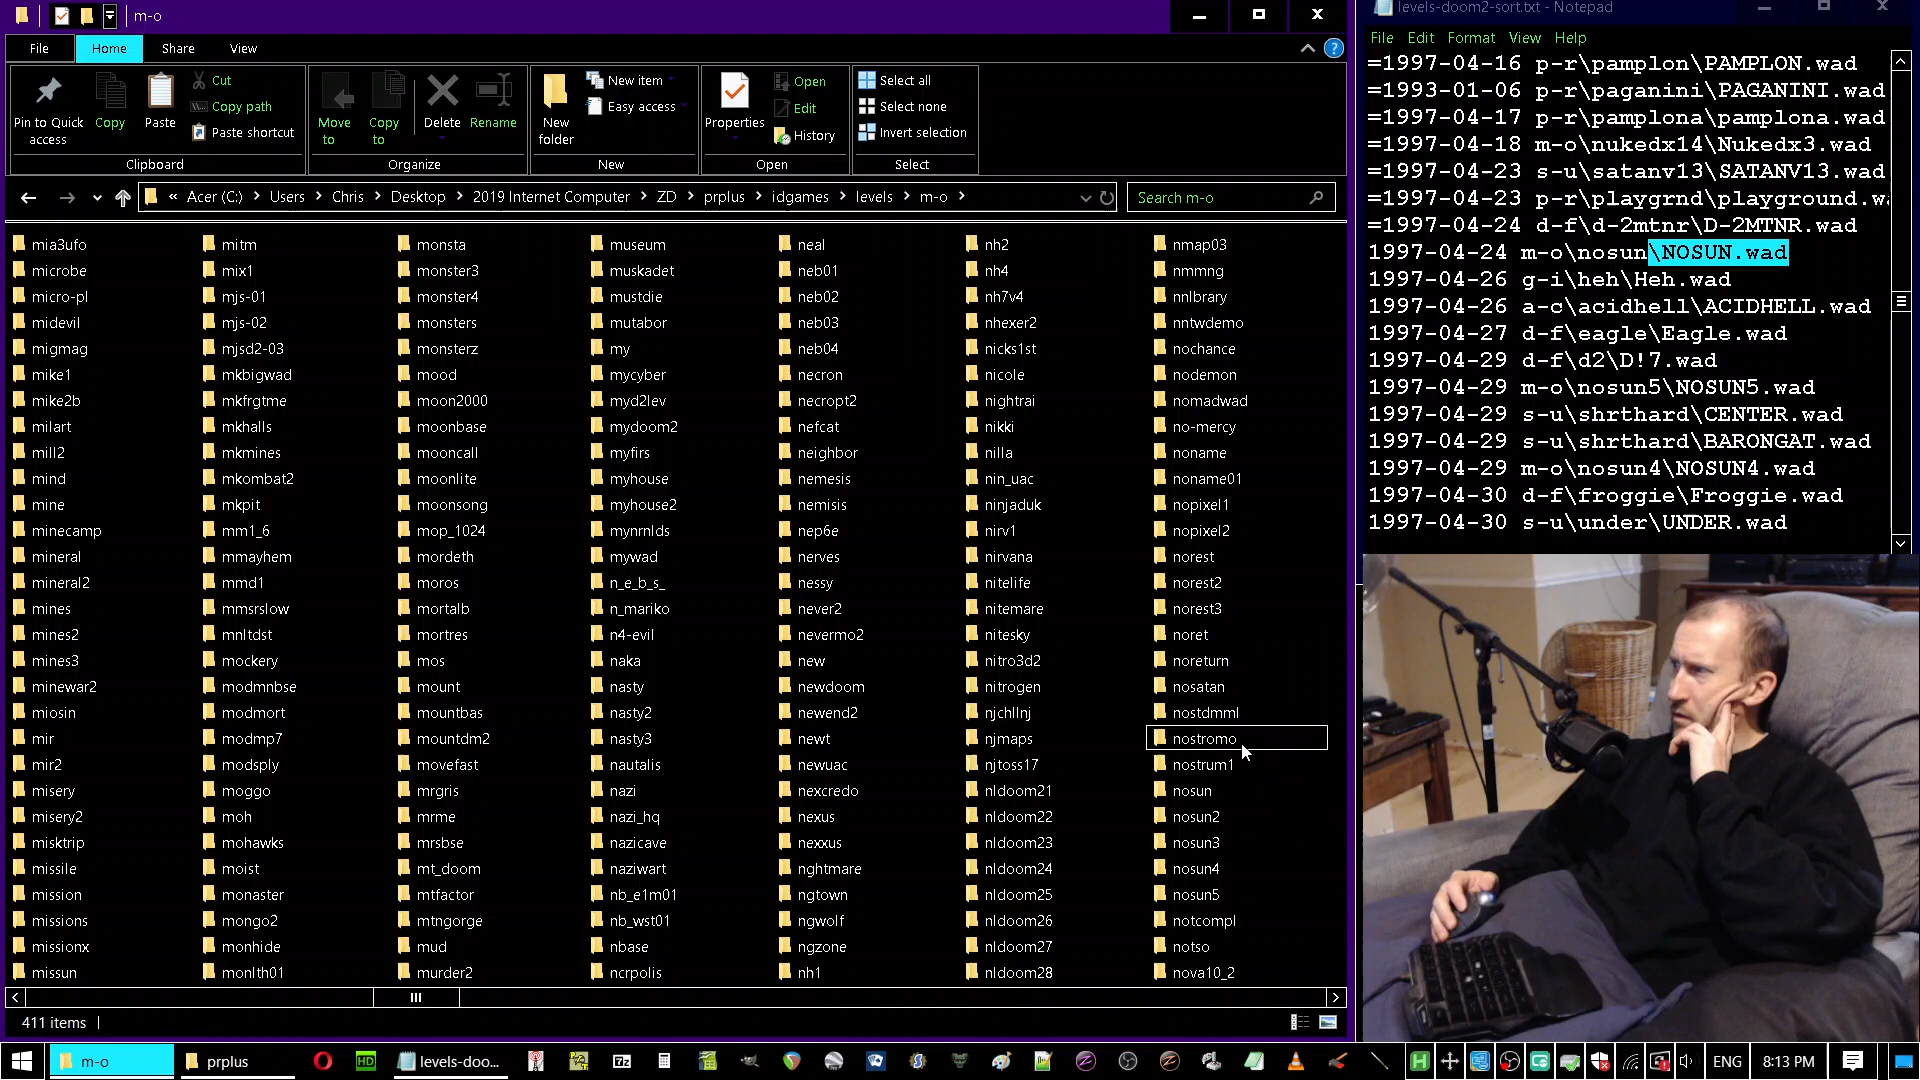 m-o
File Home Share View
Pin to Quick access
Copy
Paste
Cut
Copy path
Paste shortcut
Clipboard
Move to
Copy to
Delete
Rename
Organize
New folder
New item
Easy access
New
Properties
Open
Edit
History
Open
Select all
Select none
Invert selection
Select
« Acer (C:) > Users > Chris > Desktop > 2019 Internet Computer > ZD > prplus > idgames > levels > m-o >
Search m-o
mia3ufo mitm monsta museum neal nh2 nmap03
microbe mix1 monster3 muskadet neb01 nh4 nmmng
micro-pl mjs-01 monster4 mustdie neb02 nh7v4 nnlbrary
midevil mjs-02 monsters mutabor neb03 nhexer2 nntwdemo
migmag mjsd2-03 monsterz my neb04 nicks1st nochance
mike1 mkbigwad mood mycyber necron nicole nodemon
mike2b mkfrgtme moon2000 myd2lev necropt2 nightrai nomadwad
milart mkhalls moonbase mydoom2 nefcat nikki no-mercy
mill2 mkmines mooncall myfirs neighbor nilla noname
mind mkombat2 moonlite myhouse nemesis nin_uac noname01
mine mkpit moonsong myhouse2 nemisis ninjaduk nopixel1
minecamp mm1_6 mop_1024 mynrnlds nep6e nirv1 nopixel2
mineral mmayhem mordeth mywad nerves nirvana norest
mineral2 mmd1 moros n_e_b_s_ nessy nitelife norest2
mines mmsrslow mortalb n_mariko never2 nitemare norest3
mines2 mnltdst mortres n4-evil nevermo2 nitesky noret
mines3 mockery mos naka new nitro3d2 noreturn
minewar2 modmnbse mount nasty newdoom nitrogen nosatan
miosin modmort mountbas nasty2 newend2 njchllnj nostdmml
mir modmp7 mountdm2 nasty3 newt njmaps nostromo
mir2 modsply movefast nautalis newuac njtoss17 nostrum1
misery moggo mrgris nazi nexcredo nldoom21 nosun
misery2 moh mrme nazi_hq nexus nldoom22 nosun2
misktrip mohawks mrsbse nazicave nexxus nldoom23 nosun3
missile moist mt_doom naziwart nghtmare nldoom24 nosun4
mission monaster mtfactor nb_e1m01 ngtown nldoom25 nosun5
missions mongo2 mtngorge nb_wst01 ngwolf nldoom26 notcompl
missionx monhide mud nbase ngzone nldoom27 notso
missun monlth01 murder2 ncrpolis nh1 nldoom28 nova10_2
411 items
levels-doom2-sort.txt - Notepad
File Edit Format View Help
=1997-04-16 p-r\pamplon\PAMPLON.wad
=1993-01-06 p-r\paganini\PAGANINI.wad
=1997-04-17 p-r\pamplona\pamplona.wad
=1997-04-18 m-o\nukedx14\Nukedx3.wad
=1997-04-23 s-u\satanv13\SATANV13.wad
=1997-04-23 p-r\playgrnd\playground.wa
=1997-04-24 d-f\d-2mtnr\D-2MTNR.wad
1997-04-24 m-o\nosun\NOSUN.wad
1997-04-26 g-i\heh\Heh.wad
1997-04-26 a-c\acidhell\ACIDHELL.wad
1997-04-27 d-f\eagle\Eagle.wad
1997-04-29 d-f\d2\D!7.wad
1997-04-29 m-o\nosun5\NOSUN5.wad
1997-04-29 s-u\shrthard\CENTER.wad
1997-04-29 s-u\shrthard\BARONGAT.wad
1997-04-29 m-o\nosun4\NOSUN4.wad
1997-04-30 d-f\froggie\Froggie.wad
1997-04-30 s-u\under\UNDER.wad
m-o prplus HD levels-doo... 7z ENG 8:13 PM